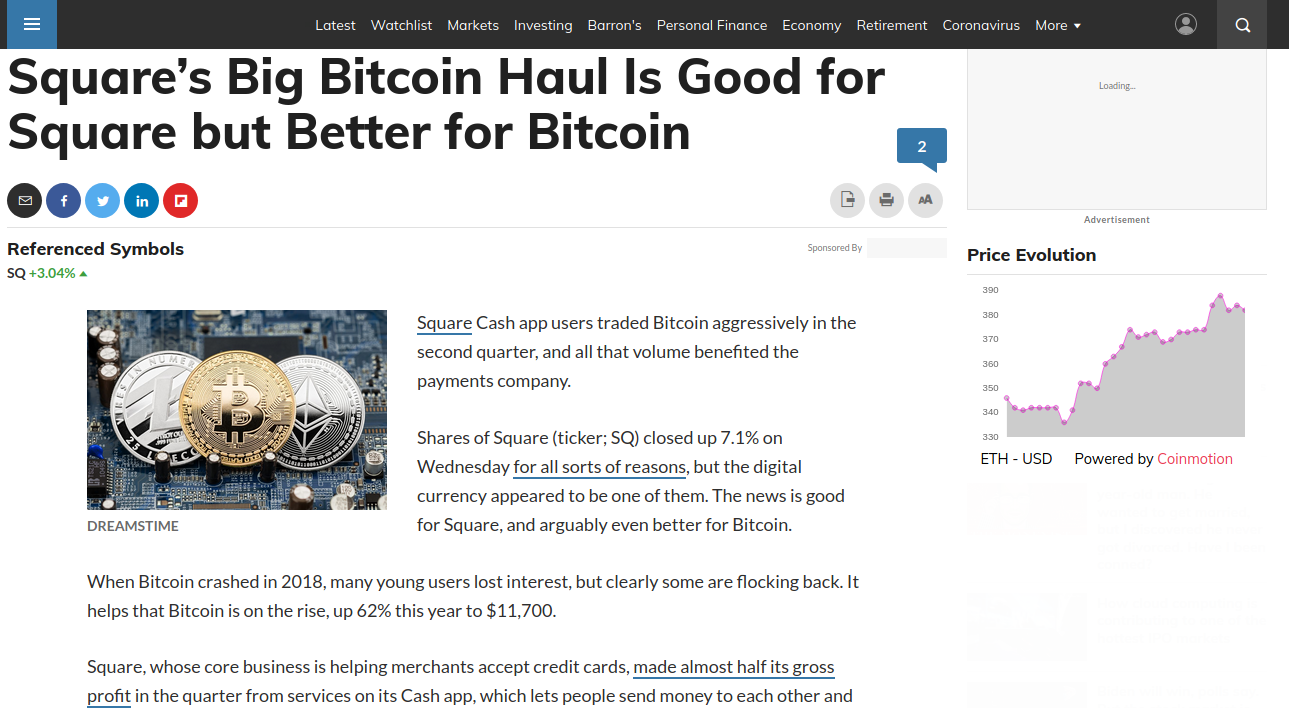 Latest Watchlist Markets Investing Barron's Personal Finance Economy Retirement Coronavirus More
Square’s Big Bitcoin Haul Is Good for
Square but Better for Bitcoin
2
Loading...
Advertisement
Referenced Symbols
SQ +3.04%
Sponsored By
Square Cash app users traded Bitcoin aggressively in the
second quarter, and all that volume benefited the
payments company.
Shares of Square (ticker; SQ) closed up 7.1% on
Wednesday for all sorts of reasons, but the digital
currency appeared to be one of them. The news is good
for Square, and arguably even better for Bitcoin.
DREAMSTIME
When Bitcoin crashed in 2018, many young users lost interest, but clearly some are flocking back. It
helps that Bitcoin is on the rise, up 62% this year to $11,700.
Square, whose core business is helping merchants accept credit cards, made almost half its gross
profit in the quarter from services on its Cash app, which lets people send money to each other and
Price Evolution
390
380
370
360
350
340
330
ETH - USD Powered by Coinmotion